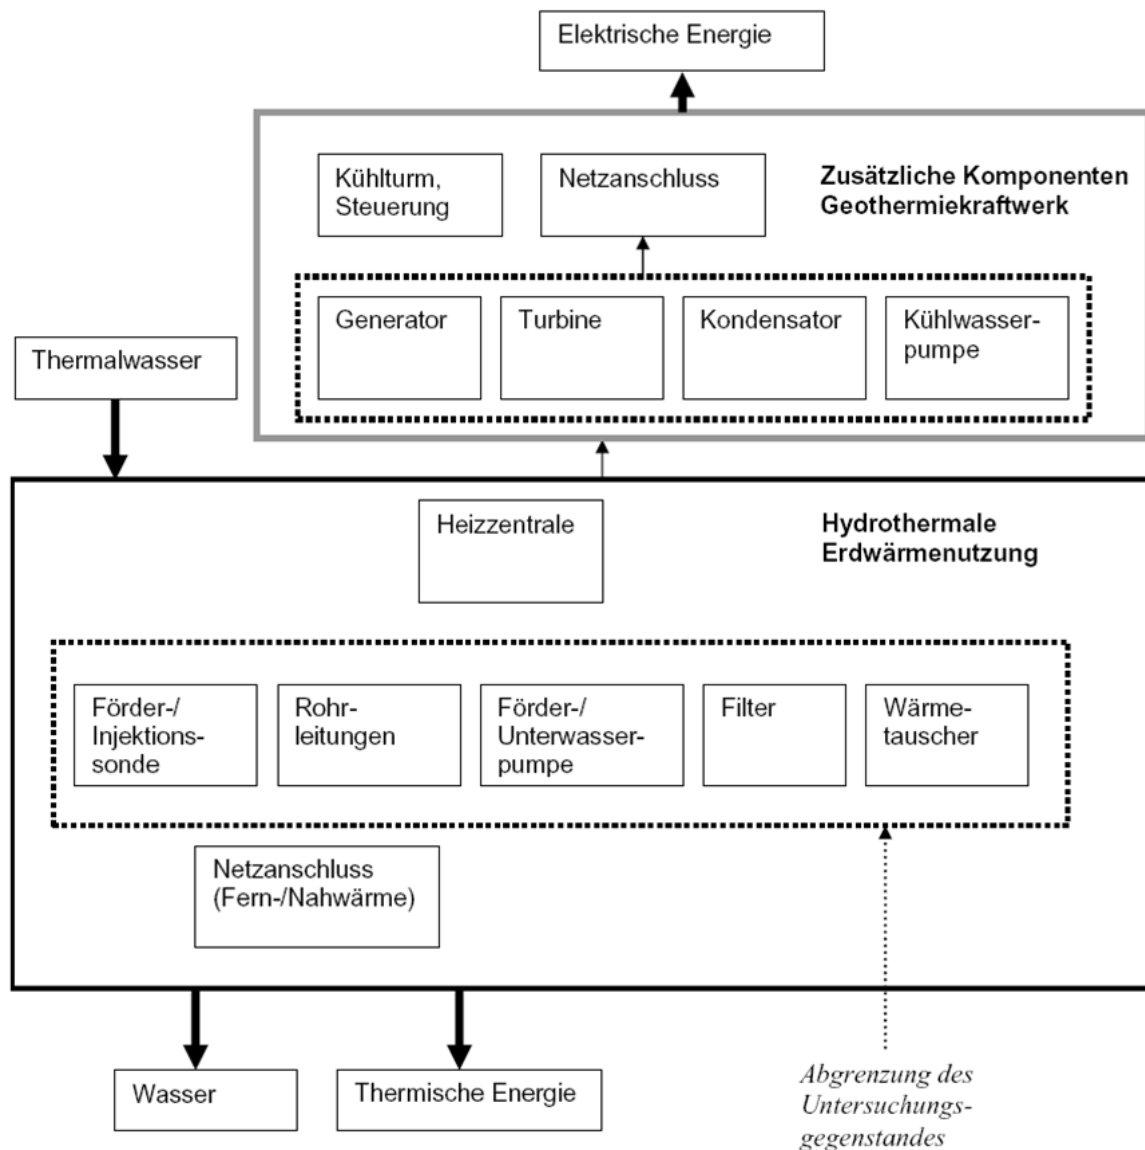 Elektrische Energie
Kühlturm,
Steuerung
Netzanschluss
Zusätzliche Komponenten
Geothermiekraftwerk
Generator
Turbine
Kondensator
Kühlwasser-
pumpe
Thermalwasser
Heizzentrale
Hydrothermale
Erdwärmenutzung
Förder-/
Injektions-
sonde
Rohr-
leitungen
Förder-/
Unterwasser-
pumpe
Filter
Wärme-
tauscher
Netzanschluss
(Fern-/Nahwärme)
Wasser
Thermische Energie
Abgrenzung des
Untersuchungs-
gegenstandes